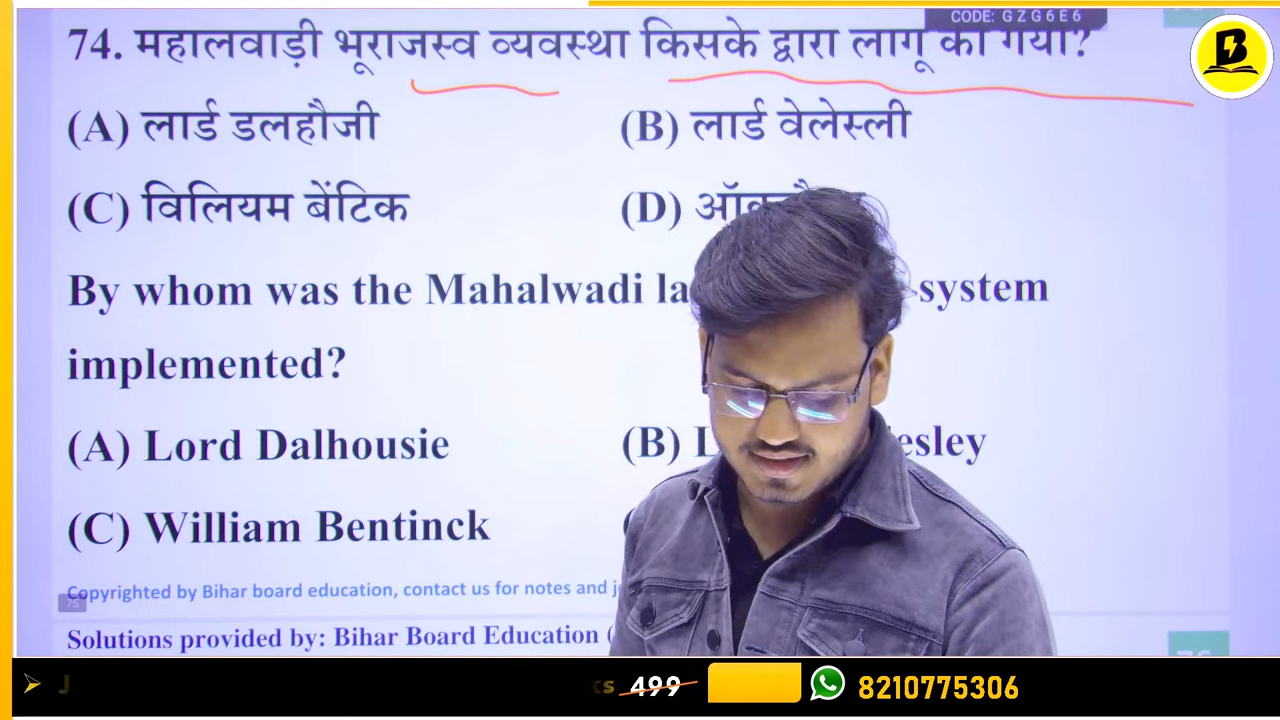 CODE: GZG6E6
74. महालवाड़ी भूराजस्व व्यवस्था किसके द्वारा लागू की गयी?
(A) लार्ड डलहौजी (B) लार्ड वेलेस्ली
(C) विलियम बेंटिक (D)
By whom was the Mahalwadi system
implemented?
(A) Lord Dalhousie (B)
(C) William Bentinck
Copyrighted by Bihar board education, contact us for notes and
75
Solutions provided by: Bihar Board Education (
499 8210775306